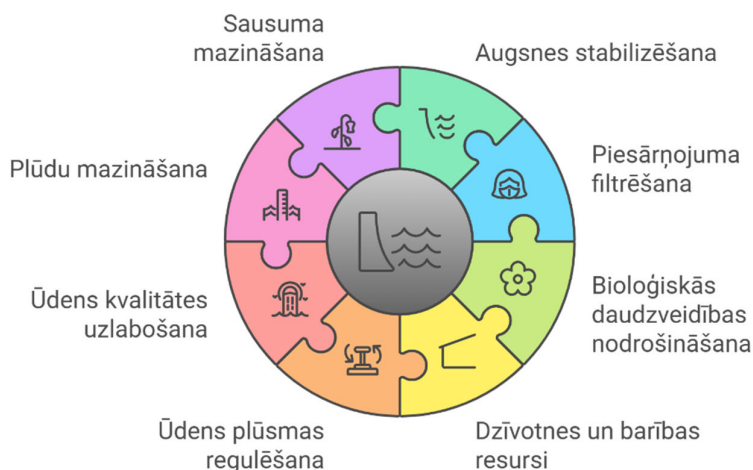 Sausuma
mazināšana
Augsnes stabilizēšana
Plūdu mazināšana
Piesārņojuma
filtrēšana
Ūdens kvalitātes
uzlabošana
Bioloģiskās
daudzveidības
nodrošināšana
Ūdens plūsmas
regulēšana
Dzīvotnes un barības
resursi